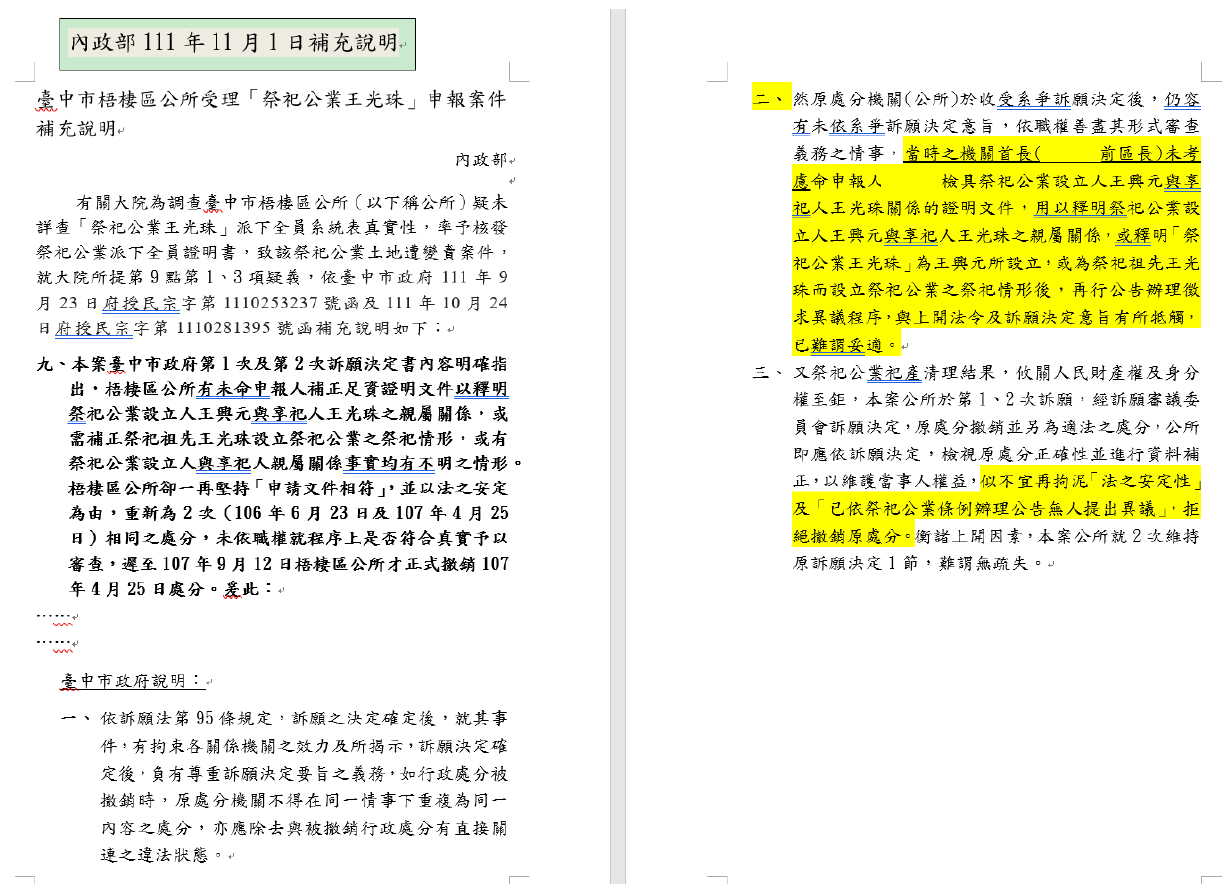 內政部 111 年 11 月 1 日補充說明
臺中市梧棲區公所受理「祭祀公業王光珠」申報案件
補充說明
內政部
有關大院為調查臺中市梧棲區公所(以下稱公所)疑未
詳查「祭祀公業王光珠」派下全員系統表真實性，率予核發
祭祀公業派下全員證明書，致該祭祀公業土地遭變賣案件，
就大院所提第 9 點第 1、3 項疑義，依臺中市政府 111 年 9
月 23 日府授民宗字第 1110253237 號函及 111 年 10 月 24
日府授民宗字第 1110281395 號函補充說明如下：
九、本案臺中市政府第 1 次及第 2 次訴願決定書內容明確指
出，梧棲區公所有未命申報人補正足資證明文件以釋明
祭祀公業設立人王興元與享祀人王光珠之親屬關係，或
需補正祭祀祖先王光珠設立祭祀公業之祭祀情形，或有
祭祀公業設立人與享祀人親屬關係事實均有不明之情形。
梧棲區公所卻一再堅持「申請文件相符」，並以法之安定
為由，重新為 2 次（106 年 6 月 23 日及 107 年 4 月 25
日）相同之處分，未依職權就程序上是否符合真實予以
審查，遲至 107 年 9 月 12 日梧棲區公所才正式撤銷 107
年 4 月 25 日處分。爰此：
……
……
臺中市政府說明：
一、依訴願法第 95 條規定，訴願之決定確定後，就其事
件，有拘束各關係機關之效力及所揭示，訴願決定確
定後，負有尊重訴願決定要旨之義務，如行政處分被
撤銷時，原處分機關不得在同一情事下重複為同一
內容之處分，亦應除去與被撤銷行政處分有直接關
連之違法狀態。
二、然原處分機關(公所)於收受系爭訴願決定後，仍容
有未依系爭訴願決定意旨，依職權善盡其形式審查
義務之情事，當時之機關首長( 前區長)未考
慮命申報人 檢具祭祀公業設立人王興元與享
祀人王光珠關係的證明文件，用以釋明祭祀公業設
立人王興元與享祀人王光珠之親屬關係，或釋明「祭
祀公業王光珠」為王興元所設立，或為祭祀祖先王光
珠而設立祭祀公業之祭祀情形後，再行公告辦理徵
求異議程序，與上開法令及訴願決定意旨有所牴觸，
已難謂妥適。
三、又祭祀公業祀產清理結果，攸關人民財產權及身分
權至鉅，本案公所於第 1、2 次訴願，經訴願審議委
員會訴願決定，原處分撤銷並另為適法之處分，公所
即應依訴願決定，檢視原處分正確性並進行資料補
正，以維護當事人權益，似不宜再拘泥「法之安定性」
及「已依祭祀公業條例辦理公告無人提出異議」，拒
絕撤銷原處分。衡諸上開因素，本案公所就 2 次維持
原訴願決定 1 節，難謂無疏失。